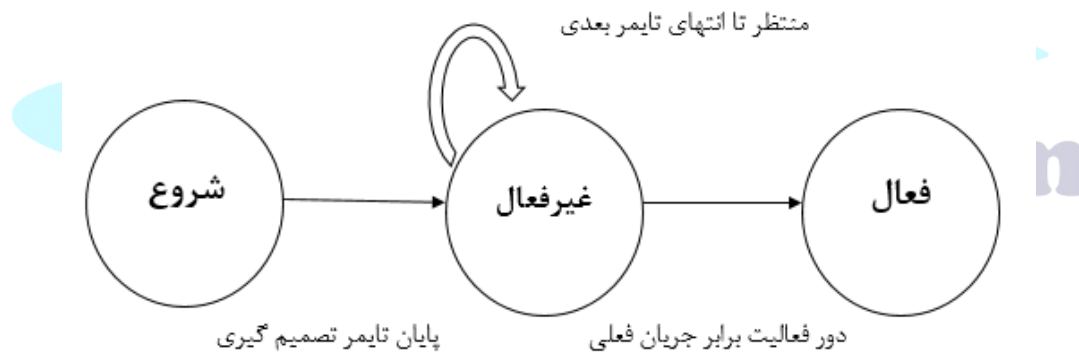 منتظر تا انتهای تایمر بعدی
شروع
غیرفعال
فعال
پایان تایمر تصمیم گیری
دور فعالیت برابر جریان فعلی